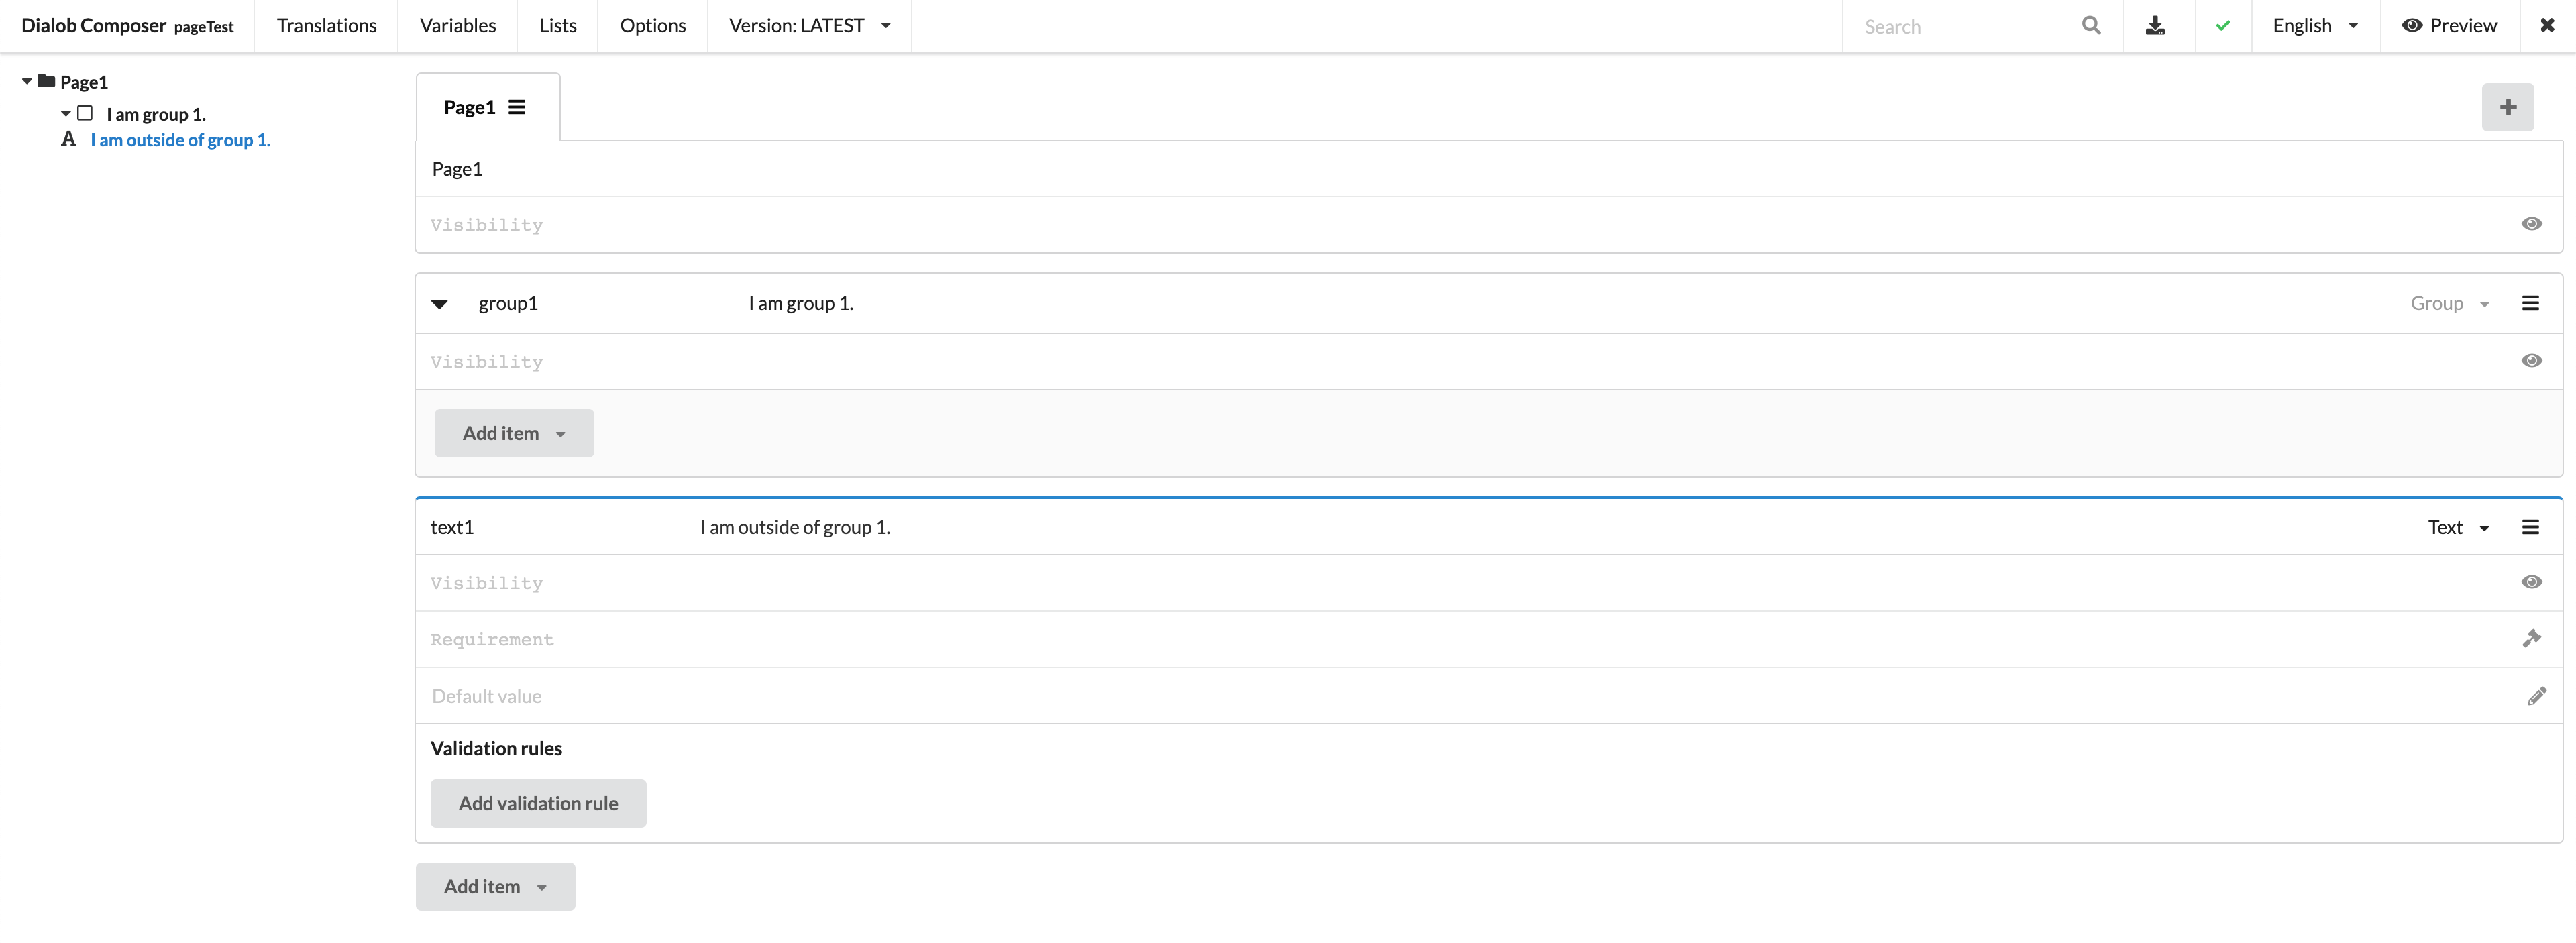 Dialob Composer pageTest Translations Variables Lists Options Version: LATEST Search English Preview
Page1
I am group 1.
A I am outside of group 1.
Page1
Page1
Visibility
group1 I am group 1. Group
Visibility
Add item
text1 I am outside of group 1. Text
Visibility
Requirement
Default value
Validation rules
Add validation rule
Add item